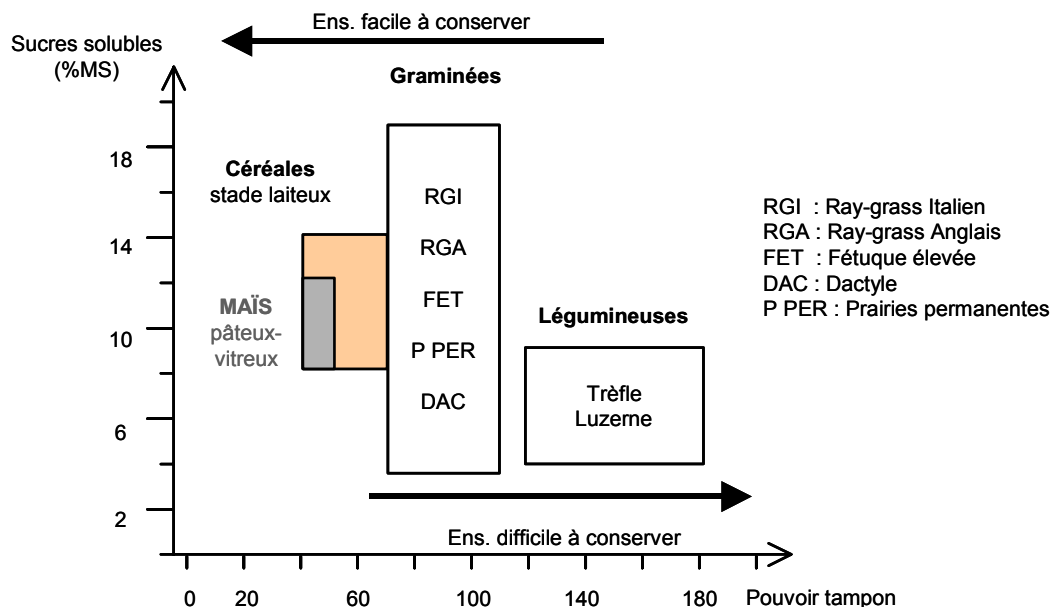 Ens. facile à conserver
Sucres solubles
(%MS)
Graminées
18
Céréales
stade laiteux
RGI
RGI : Ray-grass Italien
RGA : Ray-grass Anglais
FET : Fétuque élevée
DAC : Dactyle
P PER : Prairies permanentes
14
RGA
MAÏS
pâteux-
vitreux
FET
Légumineuses
10
P PER
DAC
Trèfle
Luzerne
6
2
Ens. difficile à conserver
0 20 60 100 140 180 Pouvoir tampon